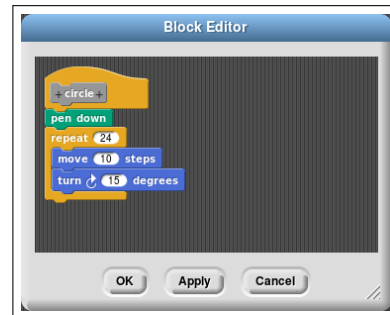 Block Editor
+circle+
pen down
repeat 24
move 10 steps
turn 15 degrees
OK Apply Cancel